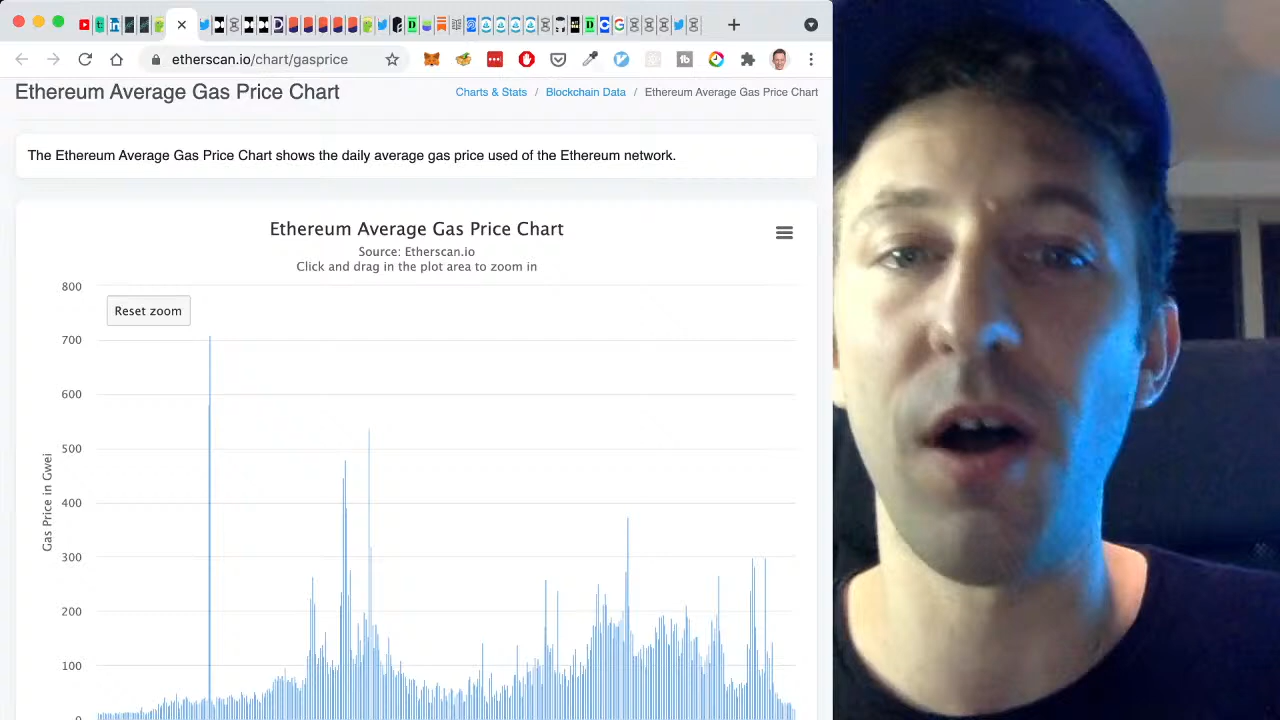 etherscan.io/chart/gasprice
Ethereum Average Gas Price Chart
Charts & Stats / Blockchain Data / Ethereum Average Gas Price Chart
The Ethereum Average Gas Price Chart shows the daily average gas price used of the Ethereum network.
Ethereum Average Gas Price Chart
Source: Etherscan.io
Click and drag in the plot area to zoom in
Reset zoom
800
700
600
500
400
300
200
100
Gas Price in Gwei